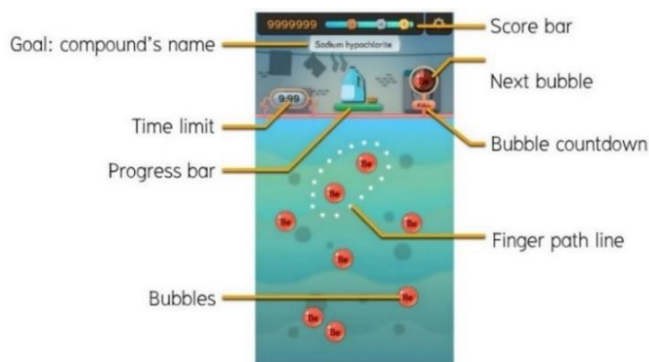 9999999
Score bar
Goal: compound's name
Sodium hypochlorite
Be
Next bubble
9:99
Time limit
Bubble countdown
Progress bar
Be
Be
Be
Be
Finger path line
Be
Be
Bubbles
Be
Be